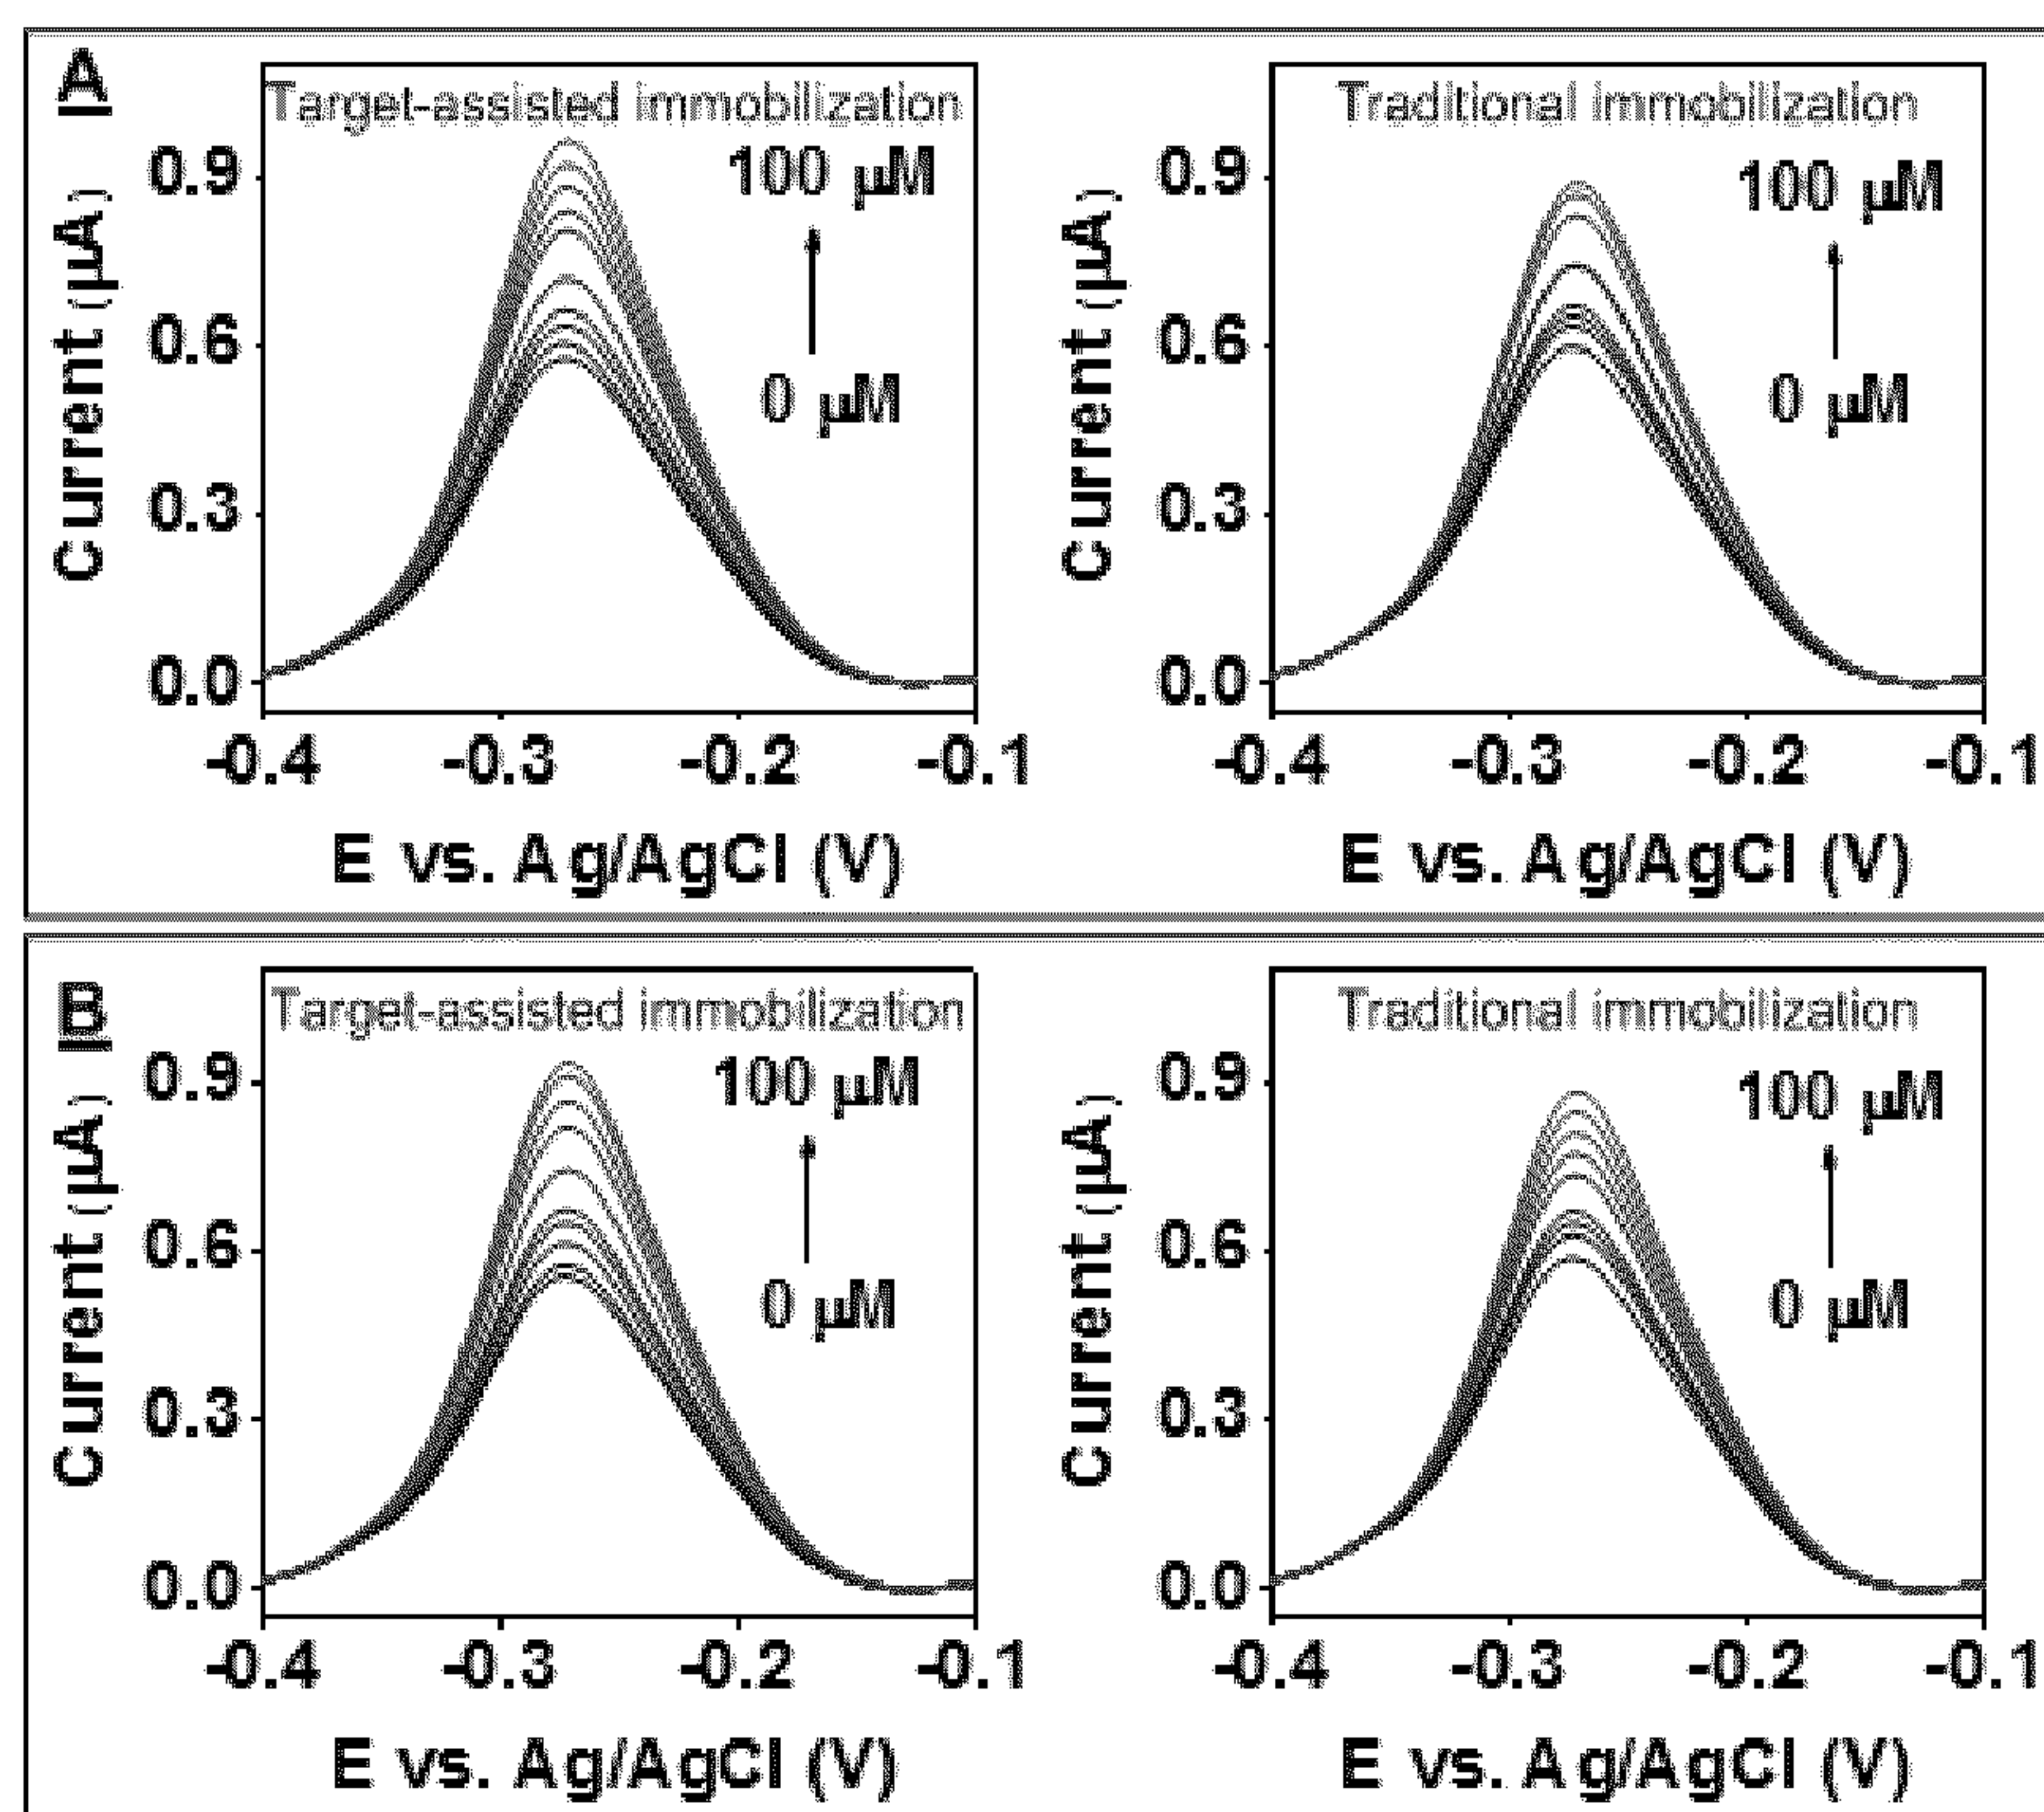 A
Target-assisted immobilization
100 μM
0 μM
Current (μA)
0.9
0.6
0.3
0.0
-0.4 -0.3 -0.2 -0.1
E vs. Ag/AgCl (V)
Traditional immobilization
100 μM
0 μM
Current (μA)
0.9
0.6
0.3
0.0
-0.4 -0.3 -0.2 -0.1
E vs. Ag/AgCl (V)
B
Target-assisted immobilization
100 μM
0 μM
Current (μA)
0.9
0.6
0.3
0.0
-0.4 -0.3 -0.2 -0.1
E vs. Ag/AgCl (V)
Traditional immobilization
100 μM
0 μM
Current (μA)
0.9
0.6
0.3
0.0
-0.4 -0.3 -0.2 -0.1
E vs. Ag/AgCl (V)